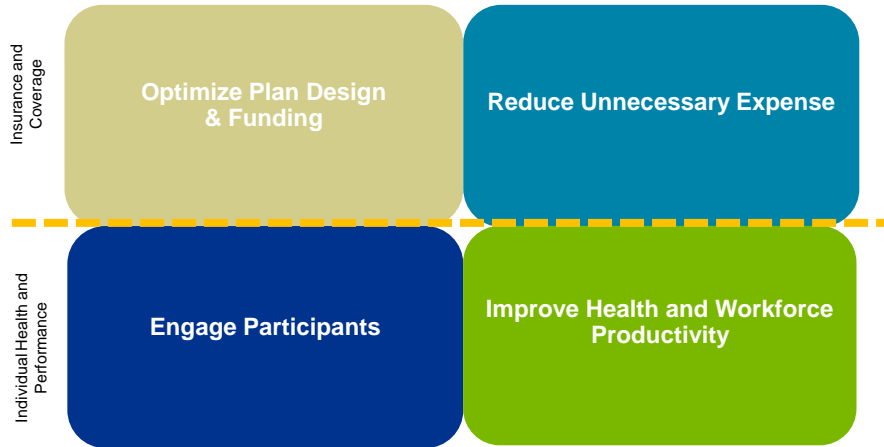 Insurance and
Coverage
Optimize Plan Design
& Funding
Reduce Unnecessary Expense
Individual Health and
Performance
Engage Participants
Improve Health and Workforce
Productivity